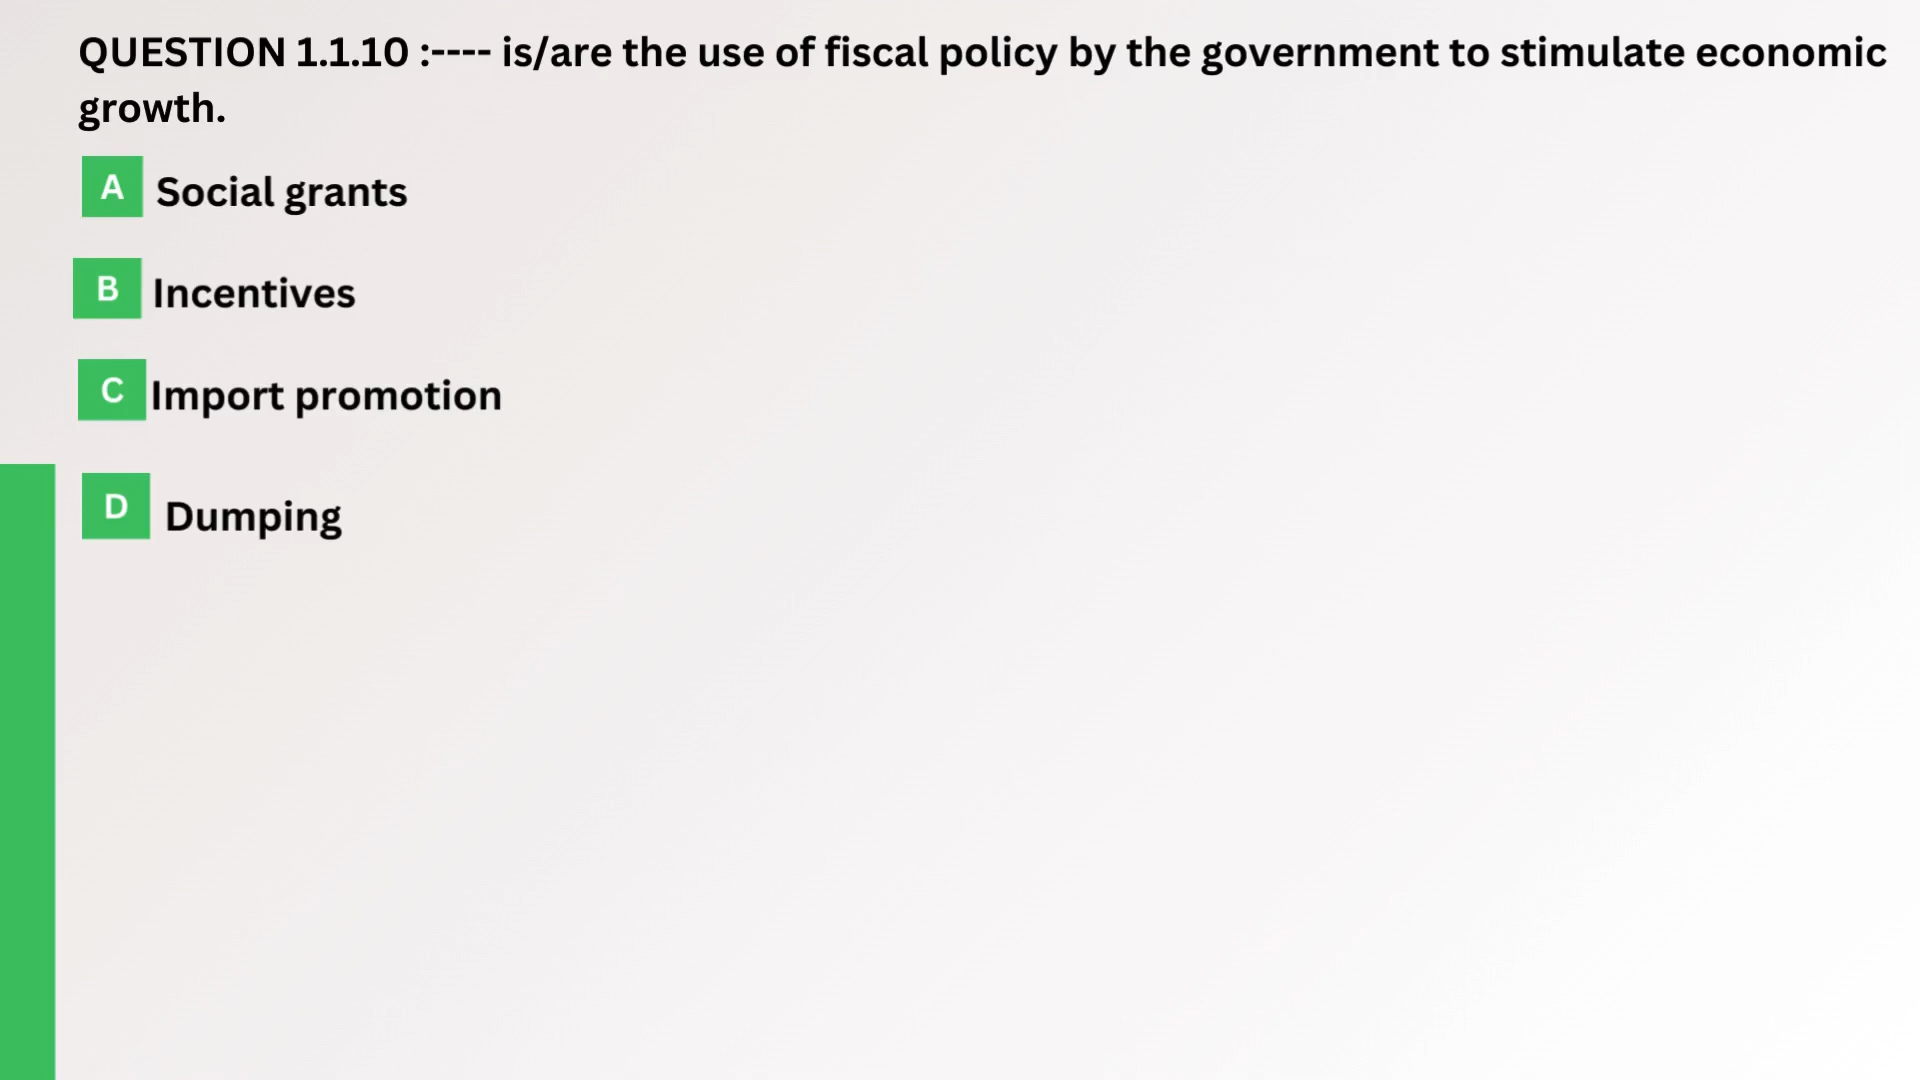 QUESTION 1.1.10 :---- is/are the use of fiscal policy by the government to stimulate economic
growth.
A Social grants
B Incentives
C Import promotion
D Dumping